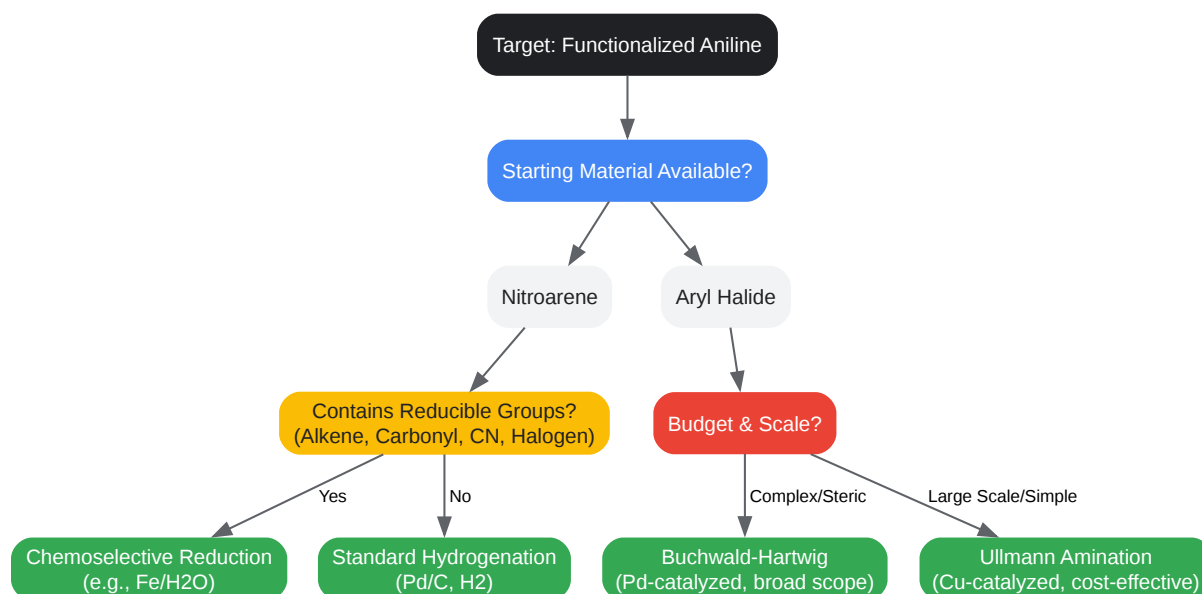 Target: Functionalized Aniline
Starting Material Available?
Nitroarene
Aryl Halide
Contains Reducible Groups?
(Alkene, Carbonyl, CN, Halogen)
Budget & Scale?
Yes
No
Complex/Steric
Large Scale/Simple
Chemoselective Reduction
(e.g., Fe/H2O)
Standard Hydrogenation
(Pd/C, H2)
Buchwald-Hartwig
(Pd-catalyzed, broad scope)
Ullmann Amination
(Cu-catalyzed, cost-effective)